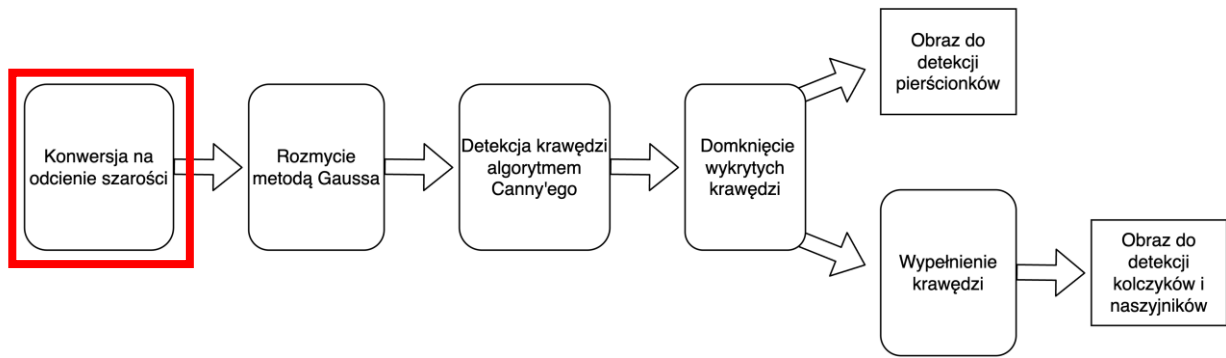 Konwersja na
odcienie szarości
Rozmycie
metodą Gaussa
Detekcja krawędzi
algorytmem
Canny'ego
Domknięcie
wykrytych
krawędzi
Obraz do
detekcji
pierścionków
Wypełnienie
krawędzi
Obraz do
detekcji
kolczyków i
naszyjników